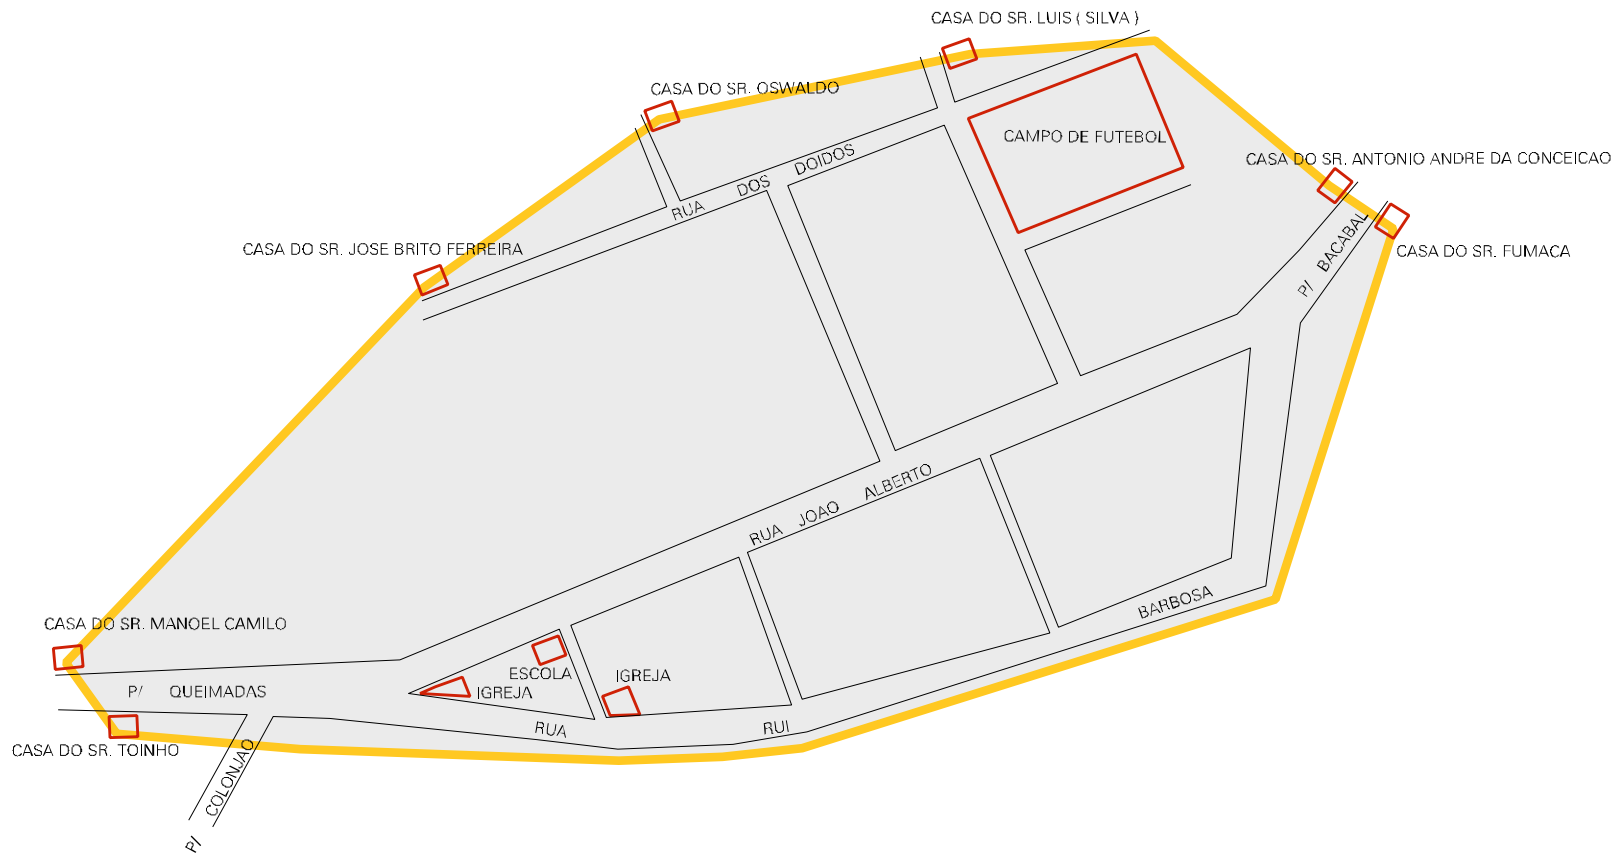 CASA DO SR. LUIS ( SILVA )
CASA DO SR. OSWALDO
CAMPO DE FUTEBOL
CASA DO SR. ANTONIO ANDRE DA CONCEICAO
RUA DOS DOIDOS
CASA DO SR. JOSE BRITO FERREIRA
P/ BACABAL
CASA DO SR. FUMACA
RUA JOAO ALBERTO
CASA DO SR. MANOEL CAMILO
RUA RUI BARBOSA
ESCOLA
IGREJA
IGREJA
P/ QUEIMADAS
CASA DO SR. TOINHO
P/ COLONJAO